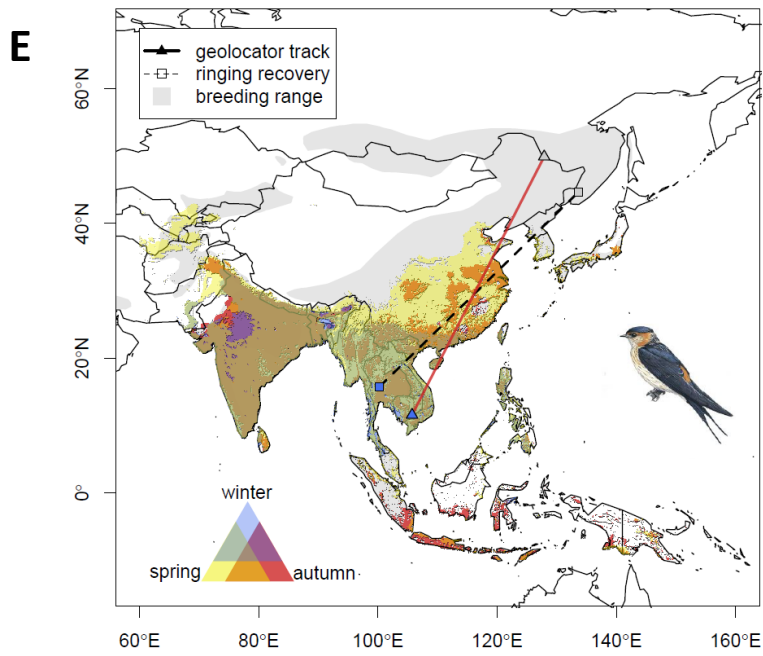 E
geolocator track
ringing recovery
breeding range
60°N
40°N
20°N
0°
winter
spring
autumn
60°E
80°E
100°E
120°E
140°E
160°E